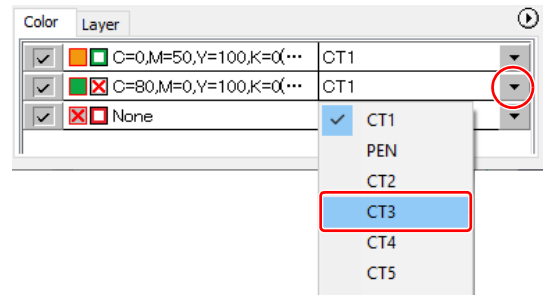 Color Layer
C=0,M=50,Y=100,K=0(··· CT1
C=80,M=0,Y=100,K=0(··· CT1
None
CT1
PEN
CT2
CT3
CT4
CT5